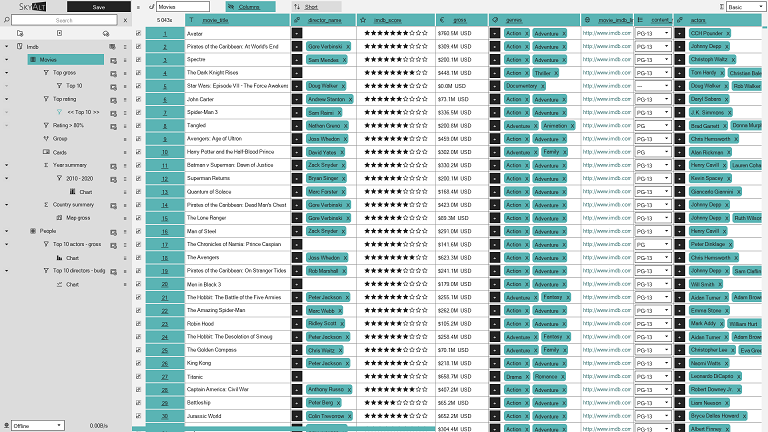 SKYALT
Save
Movies
Columns
Short
Basic
Search
X
Imdb
Movies
Top gross
Top 10
Top rating
<< Top 10 >>
Rating > 80%
Group
Cards
Year summary
2010 - 2020
Chart
Country summary
Map gross
People
Top 10 actors - gross
Chart
Top 10 directors - budg
Chart
Offline
0.00B/s
5 043x movie_title director_name imdb_score gross genres actors
1 Avatar $760.5M USD Action X Adventure X http://www.imdb.com PG-13 CCH Pounder X
2 Pirates of the Caribbean: At World's End Gore Verbinski X $309.4M USD Action X Adventure X http://www.imdb.com PG-13 Johnny Depp X
3 Spectre Sam Mendes X $200.1M USD Action X Adventure X http://www.imdb.com PG-13 Christoph Waltz X
4 The Dark Knight Rises $448.1M USD Action X Thriller X http://www.imdb.com PG-13 Tom Hardy X Christian Bale
5 Star Wars: Episode VII - The Force Awakens Doug Walker X $0.0M USD Documentary X http://www.imdb.com --- Doug Walker X Rob Walker
6 John Carter Andrew Stanton X $73.1M USD Action X Adventure X http://www.imdb.com PG-13 Daryl Sabara X
7 Spider-Man 3 Sam Raimi X $336.5M USD Action X Adventure X http://www.imdb.com PG-13 J.K. Simmons X
8 Tangled Nathan Greno X $200.8M USD Adventure X Animation X http://www.imdb.com PG Brad Garrett X Donna Murp
9 Avengers: Age of Ultron Joss Whedon X $459.0M USD Action X Adventure X http://www.imdb.com PG-13 Chris Hemsworth X
10 Harry Potter and the Half-Blood Prince David Yates X $302.0M USD Adventure X Family X http://www.imdb.com PG Alan Rickman X
11 Batman v Superman: Dawn of Justice Zack Snyder X $330.2M USD Action X Adventure X http://www.imdb.com PG-13 Henry Cavill X Lauren Coha
12 Superman Returns Bryan Singer X $200.1M USD Action X Adventure X http://www.imdb.com PG-13 Kevin Spacey X
13 Quantum of Solace Marc Forster X $168.4M USD Action X Adventure X http://www.imdb.com PG-13 Giancarlo Giannini X
14 Pirates of the Caribbean: Dead Man's Chest Gore Verbinski X $423.0M USD Action X Adventure X http://www.imdb.com PG-13 Johnny Depp X
15 The Lone Ranger Gore Verbinski X $89.3M USD Action X Adventure X http://www.imdb.com PG-13 Johnny Depp X Ruth Wilson
16 Man of Steel Zack Snyder X $291.0M USD Action X Adventure X http://www.imdb.com PG-13 Henry Cavill X
17 The Chronicles of Narnia: Prince Caspian $141.6M USD Action X Adventure X http://www.imdb.com PG Peter Dinklage X
18 The Avengers Joss Whedon X $623.3M USD Action X Adventure X http://www.imdb.com PG-13 Chris Hemsworth X
19 Pirates of the Caribbean: On Stranger Tides Rob Marshall X $241.1M USD Action X Adventure X http://www.imdb.com PG-13 Johnny Depp X Sam Claflin
20 Men in Black 3 $179.0M USD Action X Adventure X http://www.imdb.com PG-13 Will Smith X
21 The Hobbit: The Battle of the Five Armies Peter Jackson X $255.1M USD Adventure X Fantasy X http://www.imdb.com PG-13 Aidan Turner X Adam Brown
22 The Amazing Spider-Man Marc Webb X $262.0M USD Action X Adventure X http://www.imdb.com PG-13 Emma Stone X
23 Robin Hood Ridley Scott X $105.2M USD Action X Adventure X http://www.imdb.com PG-13 Mark Addy X William Hurt
24 The Hobbit: The Desolation of Smaug Peter Jackson X $258.4M USD Adventure X Fantasy X http://www.imdb.com PG-13 Aidan Turner X Adam Brown
25 The Golden Compass Chris Weitz X $70.1M USD Adventure X Family X http://www.imdb.com PG-13 Christopher Lee X Eva Gree
26 King Kong Peter Jackson X $218.1M USD Action X Adventure X http://www.imdb.com PG-13 Naomi Watts X
27 Titanic $658.7M USD Drama X Romance X http://www.imdb.com PG-13 Leonardo DiCaprio X
28 Captain America: Civil War Anthony Russo X $407.2M USD Action X Adventure X http://www.imdb.com PG-13 Robert Downey Jr. X
29 Battleship Peter Berg X $65.2M USD Action X Adventure X http://www.imdb.com PG-13 Liam Neeson X
30 Jurassic World Colin Trevorrow X $652.2M USD Action X Adventure X http://www.imdb.com PG-13 Bryce Dallas Howard X
$304.4M USD Action X Adventure X http://www.imdb.com PG-13 Albert Finney X